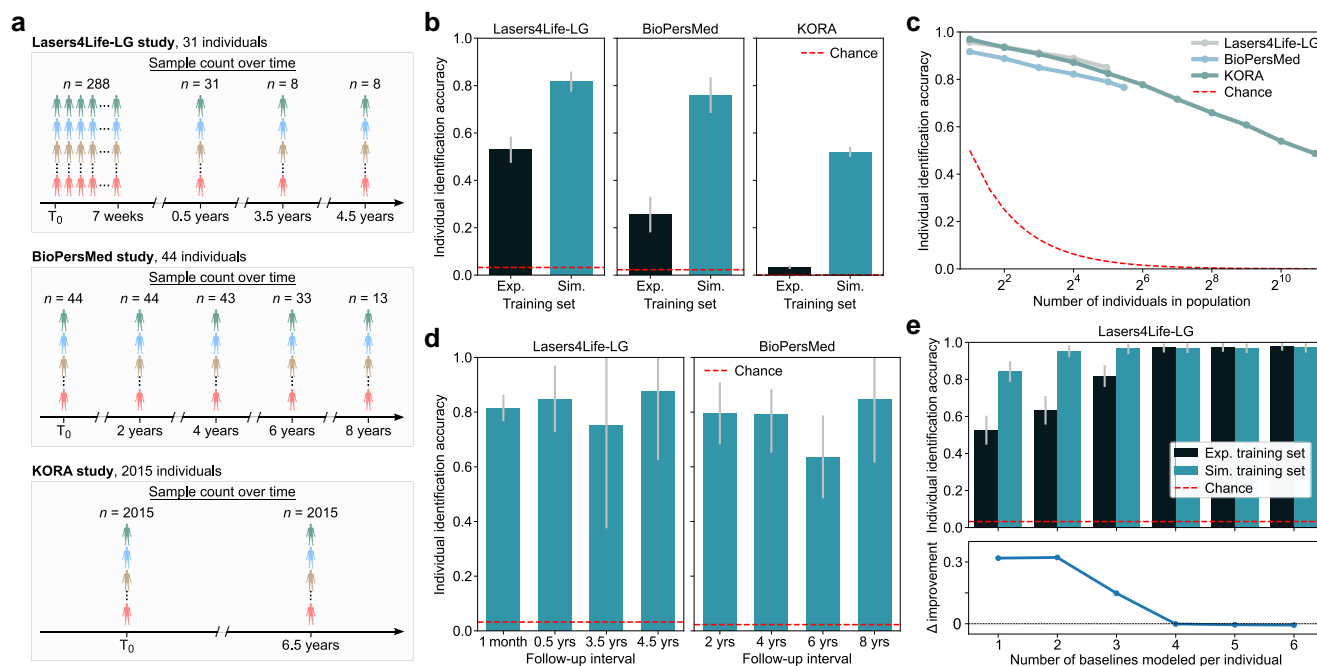 a
Lasers4Life-LG study, 31 individuals
Sample count over time
n = 288 n = 31 n = 8 n = 8
T0 7 weeks 0.5 years 3.5 years 4.5 years
BioPersMed study, 44 individuals
Sample count over time
n = 44 n = 44 n = 43 n = 33 n = 13
T0 2 years 4 years 6 years 8 years
KORA study, 2015 individuals
Sample count over time
n = 2015 n = 2015
T0 6.5 years
b
Lasers4Life-LG BioPersMed KORA
Chance
Individual identification accuracy
1.0
0.8
0.6
0.4
0.2
0.0
Exp. Sim. Exp. Sim. Exp. Sim.
Training set Training set Training set
c
Individual identification accuracy
1.0
0.8
0.6
0.4
0.2
0.0
Lasers4Life-LG
BioPersMed
KORA
Chance
2^2 2^4 2^6 2^8 2^10
Number of individuals in population
d
Lasers4Life-LG BioPersMed
Chance
Individual identification accuracy
1.0
0.8
0.6
0.4
0.2
0.0
1 month 0.5 yrs 3.5 yrs 4.5 yrs 2 yrs 4 yrs 6 yrs 8 yrs
Follow-up interval Follow-up interval
e
Lasers4Life-LG
Individual identification accuracy
1.0
0.8
0.6
0.4
0.2
0.0
Exp. training set
Sim. training set
Chance
Δ improvement
0.3
0
1 2 3 4 5 6
Number of baselines modeled per individual